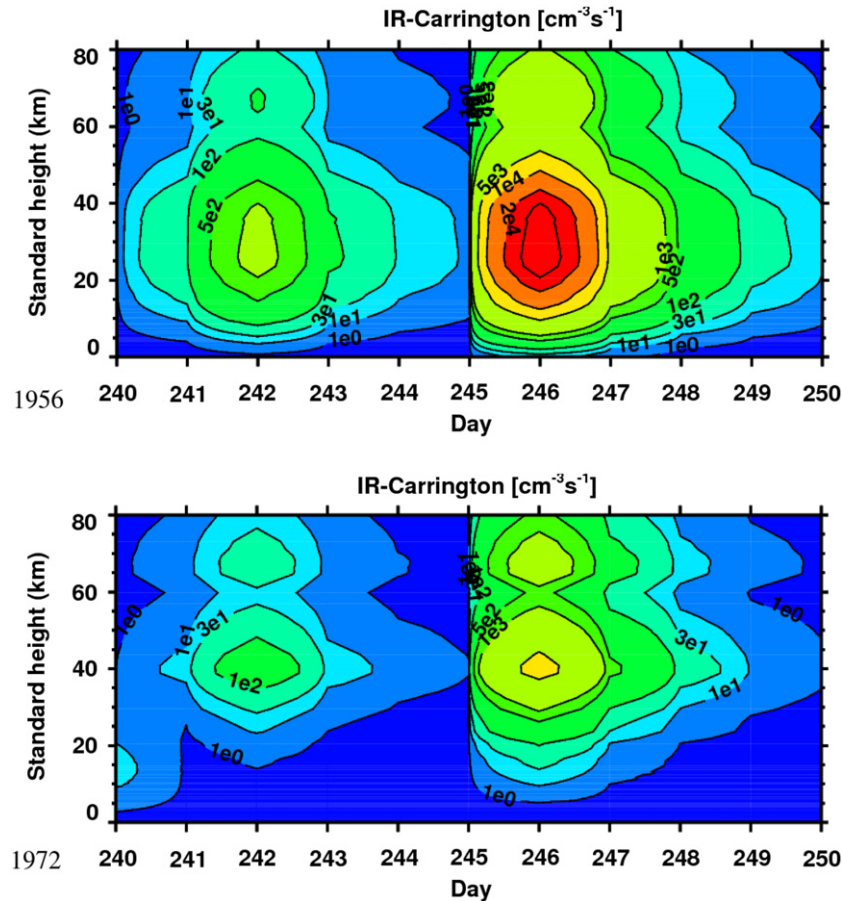 IR-Carrington [cm⁻³s⁻¹]
80
60
40
20
0
Standard height (km)
1e0
1e1
3e1
1e2
5e2
3e1
1e1
1e0
5e3
1e4
2e4
1e3
5e2
1e2
3e1
1e1
1e0
240 241 242 243 244 245 246 247 248 249 250
1956
Day
IR-Carrington [cm⁻³s⁻¹]
80
60
40
20
0
Standard height (km)
1e0
1e1
3e1
1e2
1e0
1e1
5e2
1e3
3e1
1e1
1e0
1e0
240 241 242 243 244 245 246 247 248 249 250
1972
Day